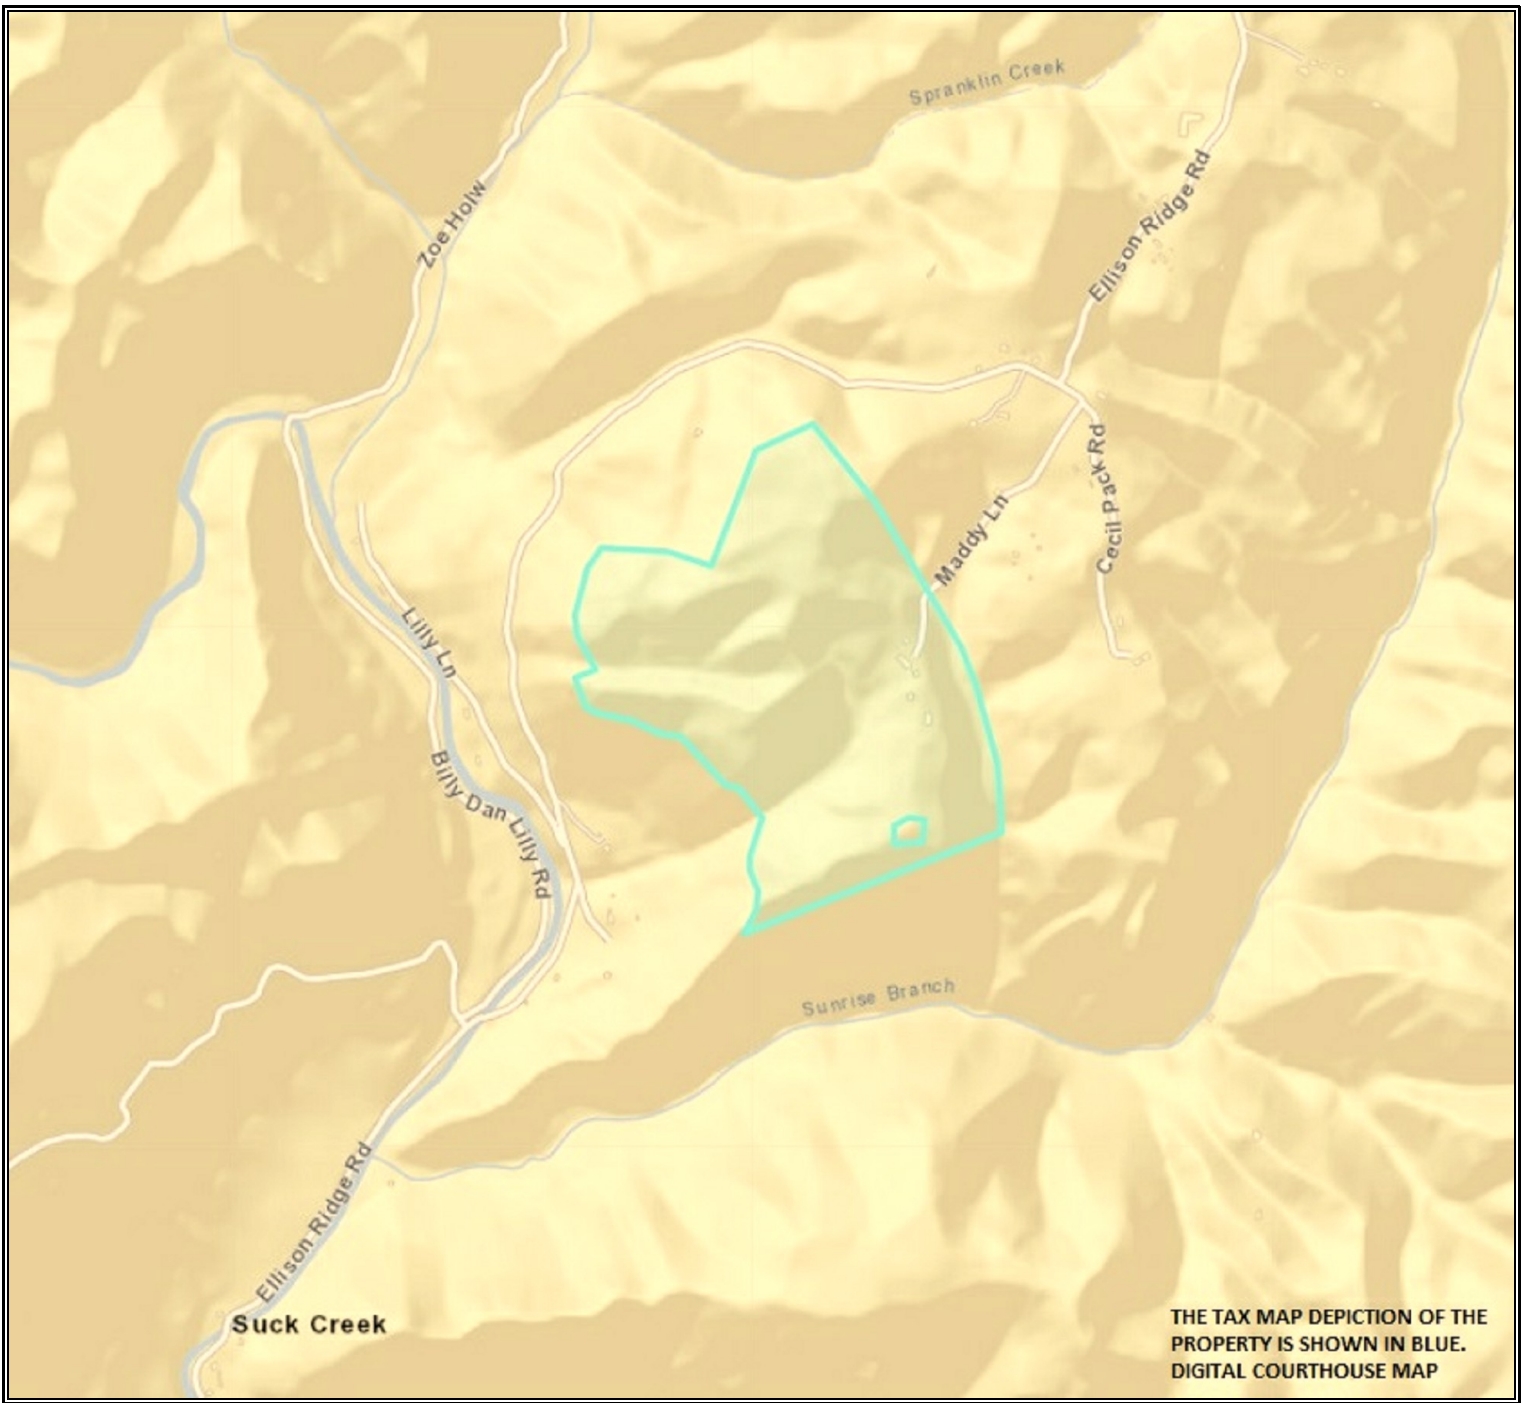 Spranklin Creek
Zoe Holw
Ellison Ridge Rd
Maddy Ln
Cecil Pack Rd
Lilly Ln
Billy Dan Lilly Rd
Sunrise Branch
Ellison Ridge Rd
Suck Creek
THE TAX MAP DEPICTION OF THE
PROPERTY IS SHOWN IN BLUE.
DIGITAL COURTHOUSE MAP